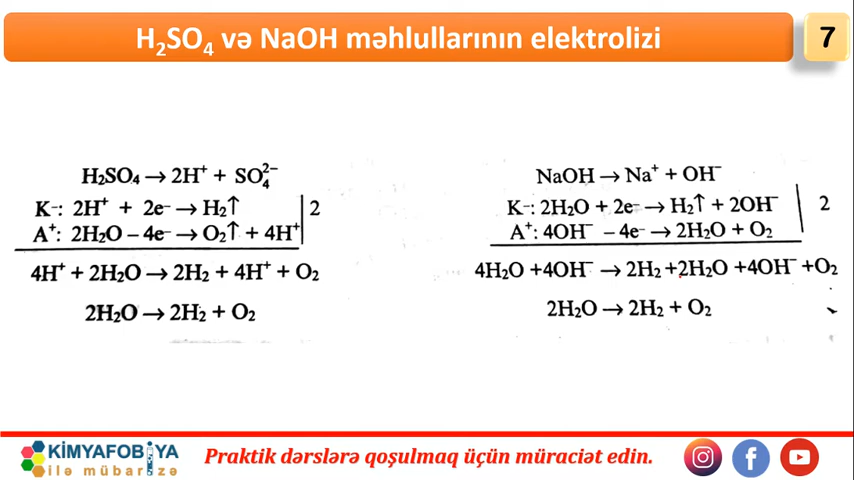 H₂SO₄ və NaOH məhlullarının elektrolizi
7
H₂SO₄ → 2H⁺ + SO₄²⁻
K⁻: 2H⁺ + 2e⁻ → H₂↑ | 2
A⁺: 2H₂O – 4e⁻ → O₂↑ + 4H⁺
4H⁺ + 2H₂O → 2H₂ + 4H⁺ + O₂
2H₂O → 2H₂ + O₂
NaOH → Na⁺ + OH⁻
K⁻: 2H₂O + 2e⁻ → H₂↑ + 2OH⁻ | 2
A⁺: 4OH⁻ – 4e⁻ → 2H₂O + O₂
4H₂O +4OH⁻ → 2H₂ +2H₂O +4OH⁻ +O₂
2H₂O → 2H₂ + O₂
KİMYAFOBİYA
ilə mübarizə
Praktik dərslərə qoşulmaq üçün müraciət edin.